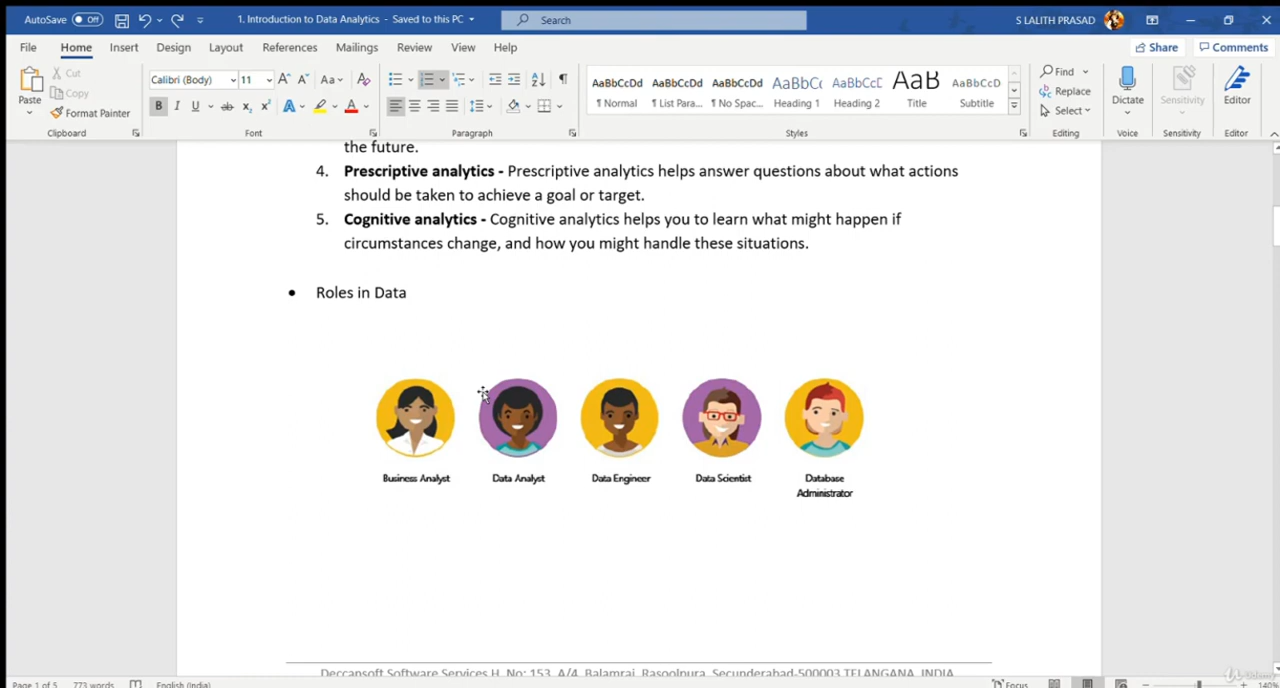 AutoSave Off 1. Introduction to Data Analytics - Saved to this PC Search S LALITH PRASAD
File Home Insert Design Layout References Mailings Review View Help Share Comments
Paste Cut Copy Format Painter
Clipboard
Calibri (Body) 11
Font
Paragraph
AaBbCcDd AaBbCcDd AaBbCcDd AaBbC( AaBbCcC AaB AaBbCcD
¶ Normal ¶ List Para... ¶ No Spac... Heading 1 Heading 2 Title Subtitle
Styles
Find Replace Select
Editing
Dictate
Voice
Sensitivity
Sensitivity
Editor
Editor
the future.
4. Prescriptive analytics - Prescriptive analytics helps answer questions about what actions
should be taken to achieve a goal or target.
5. Cognitive analytics - Cognitive analytics helps you to learn what might happen if
circumstances change, and how you might handle these situations.
• Roles in Data
Business Analyst Data Analyst Data Engineer Data Scientist Database
Administrator
Deccansoft Software Services H. No: 153, A/4, Balamrai, Rasoolpura, Secunderabad-500003 TELANGANA, INDIA
Page 1 of 5 773 words English (India) Focus 140%
Udemy